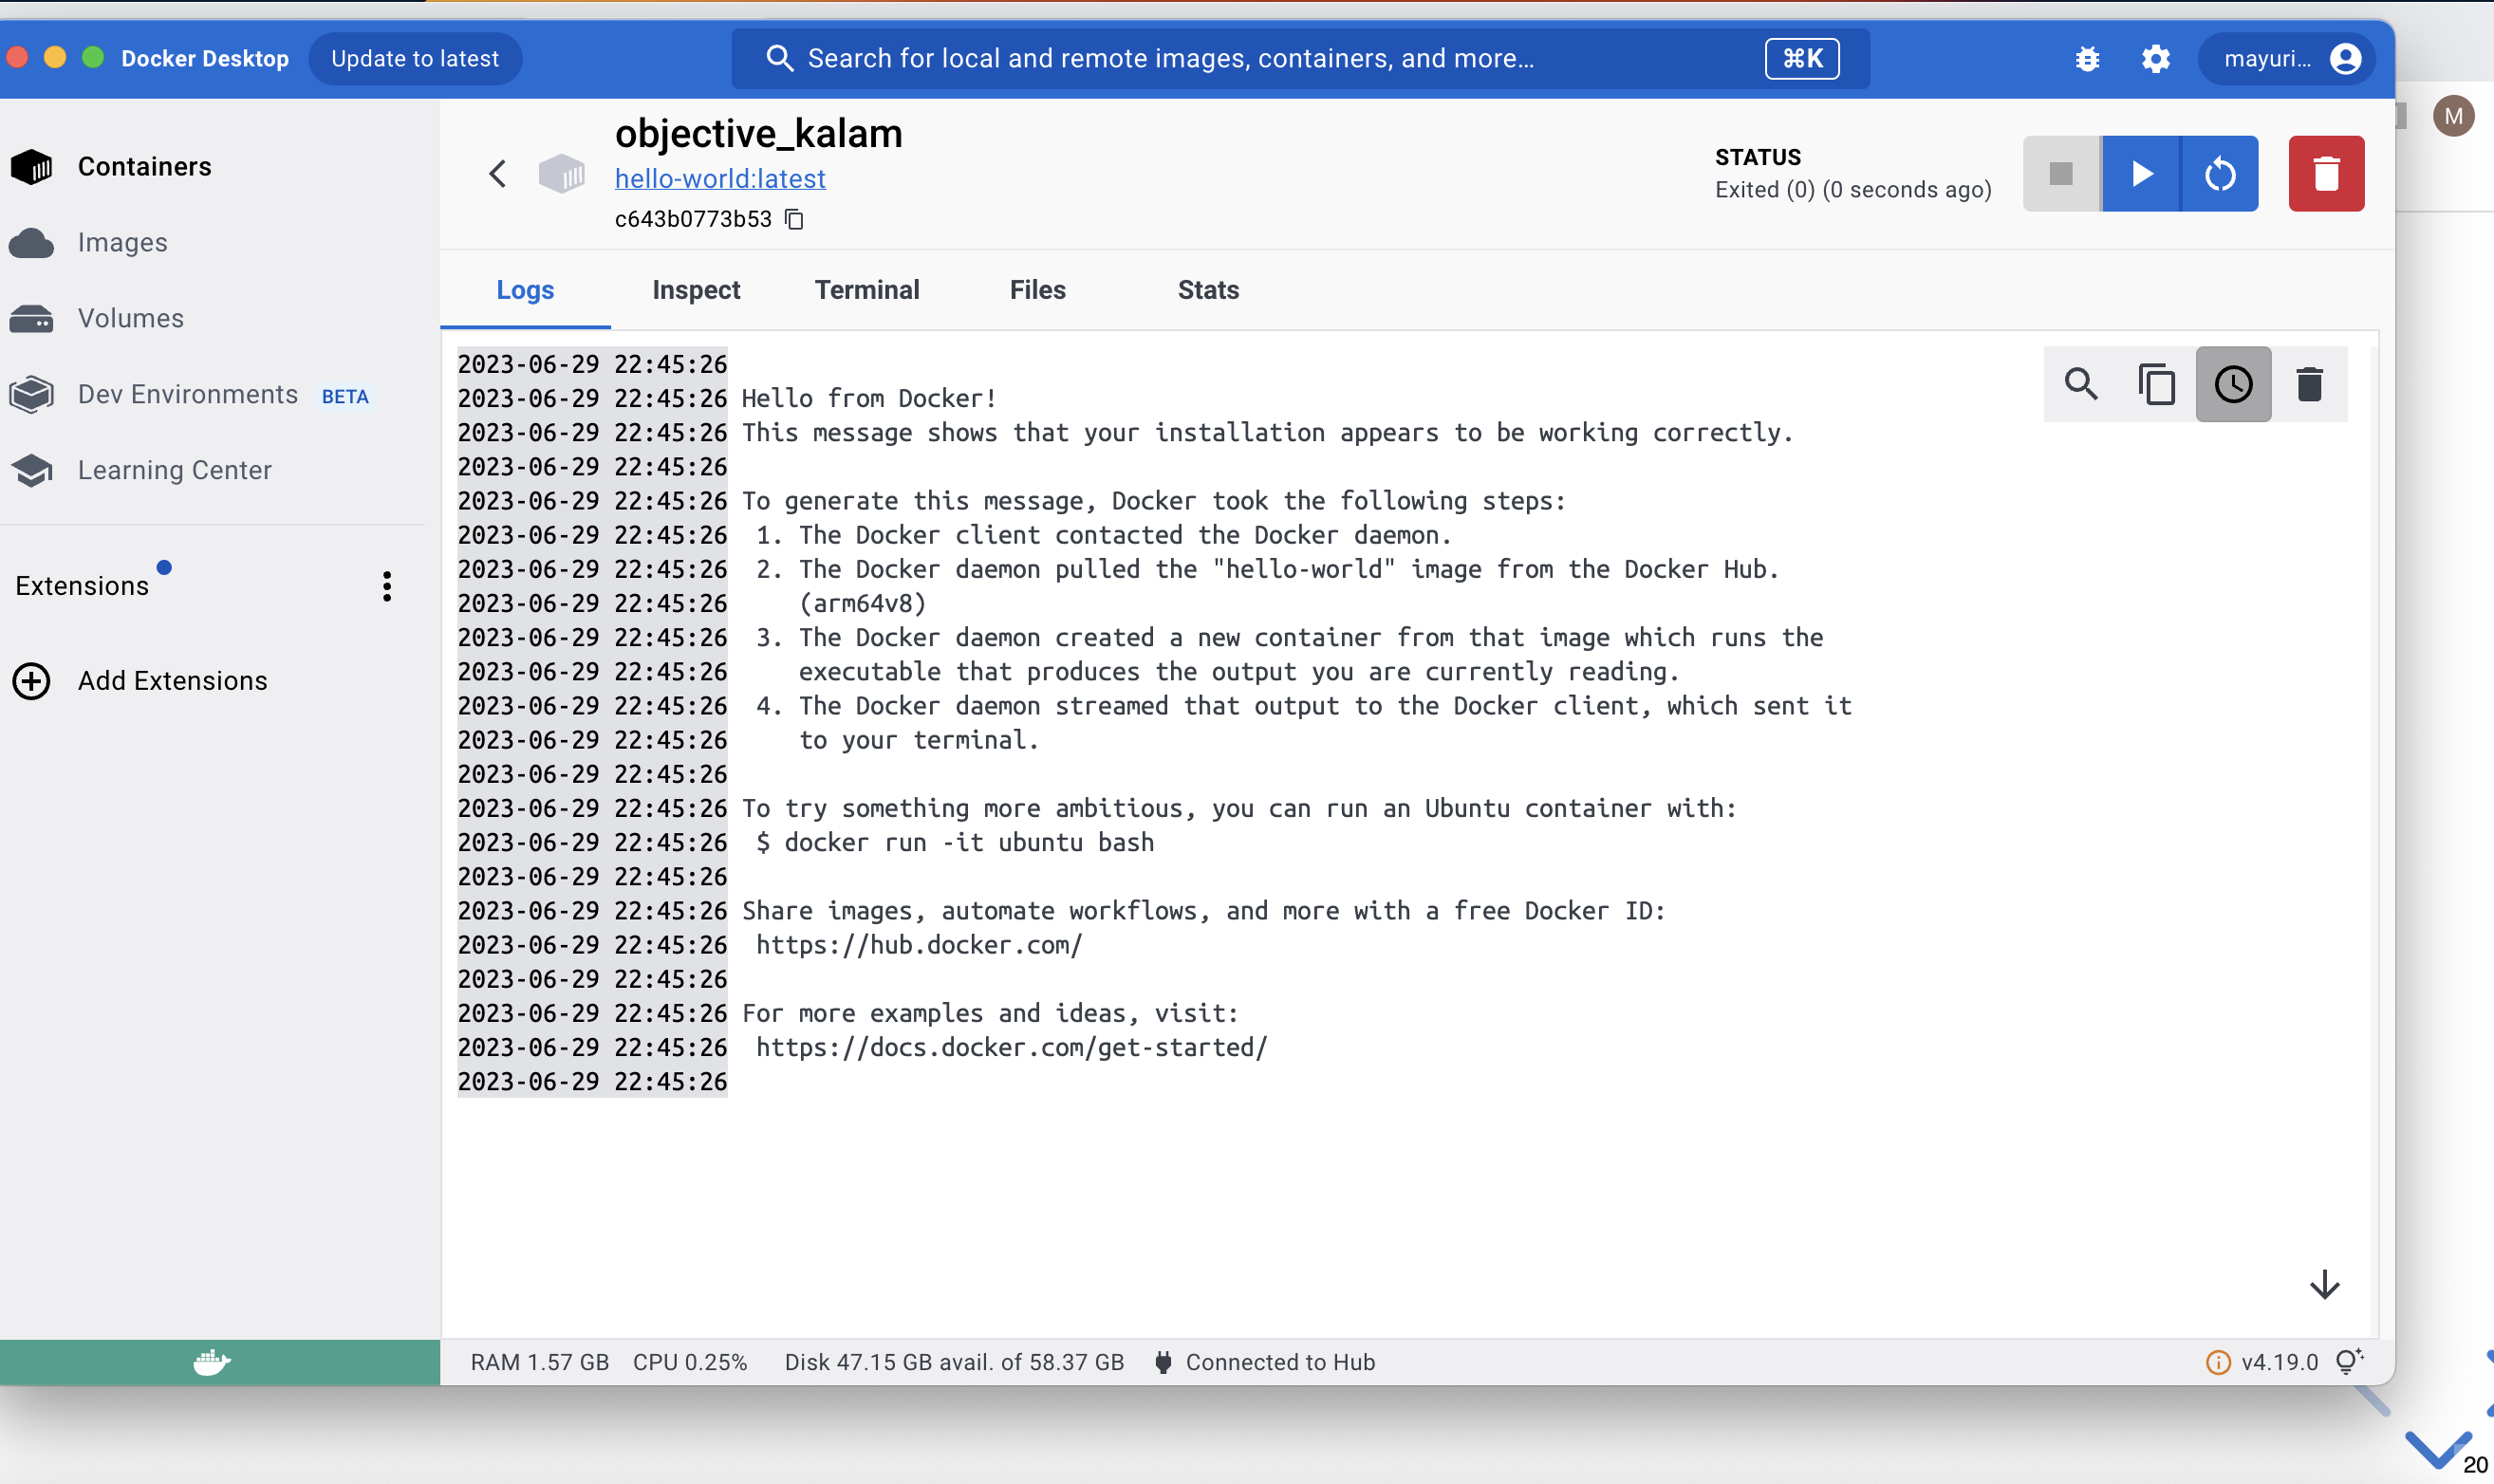 Docker Desktop Update to latest Search for local and remote images, containers, and more... ⌘K mayuri...
M
Containers
Images
Volumes
Dev Environments BETA
Learning Center
Extensions
Add Extensions
objective_kalam
hello-world:latest
c643b0773b53
STATUS
Exited (0) (0 seconds ago)
Logs Inspect Terminal Files Stats
2023-06-29 22:45:26
2023-06-29 22:45:26 Hello from Docker!
2023-06-29 22:45:26 This message shows that your installation appears to be working correctly.
2023-06-29 22:45:26
2023-06-29 22:45:26 To generate this message, Docker took the following steps:
2023-06-29 22:45:26  1. The Docker client contacted the Docker daemon.
2023-06-29 22:45:26  2. The Docker daemon pulled the "hello-world" image from the Docker Hub.
2023-06-29 22:45:26     (arm64v8)
2023-06-29 22:45:26  3. The Docker daemon created a new container from that image which runs the
2023-06-29 22:45:26     executable that produces the output you are currently reading.
2023-06-29 22:45:26  4. The Docker daemon streamed that output to the Docker client, which sent it
2023-06-29 22:45:26     to your terminal.
2023-06-29 22:45:26
2023-06-29 22:45:26 To try something more ambitious, you can run an Ubuntu container with:
2023-06-29 22:45:26  $ docker run -it ubuntu bash
2023-06-29 22:45:26
2023-06-29 22:45:26 Share images, automate workflows, and more with a free Docker ID:
2023-06-29 22:45:26  https://hub.docker.com/
2023-06-29 22:45:26
2023-06-29 22:45:26 For more examples and ideas, visit:
2023-06-29 22:45:26  https://docs.docker.com/get-started/
2023-06-29 22:45:26
RAM 1.57 GB CPU 0.25% Disk 47.15 GB avail. of 58.37 GB Connected to Hub v4.19.0
20